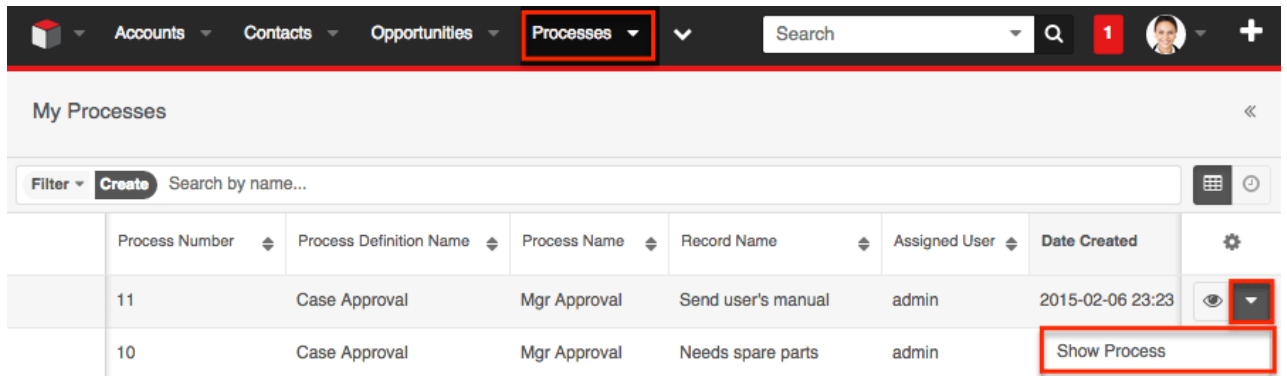 Accounts Contacts Opportunities Processes Search 1
My Processes
Filter Create Search by name...
Process Number Process Definition Name Process Name Record Name Assigned User Date Created
11 Case Approval Mgr Approval Send user's manual admin 2015-02-06 23:23
10 Case Approval Mgr Approval Needs spare parts admin Show Process